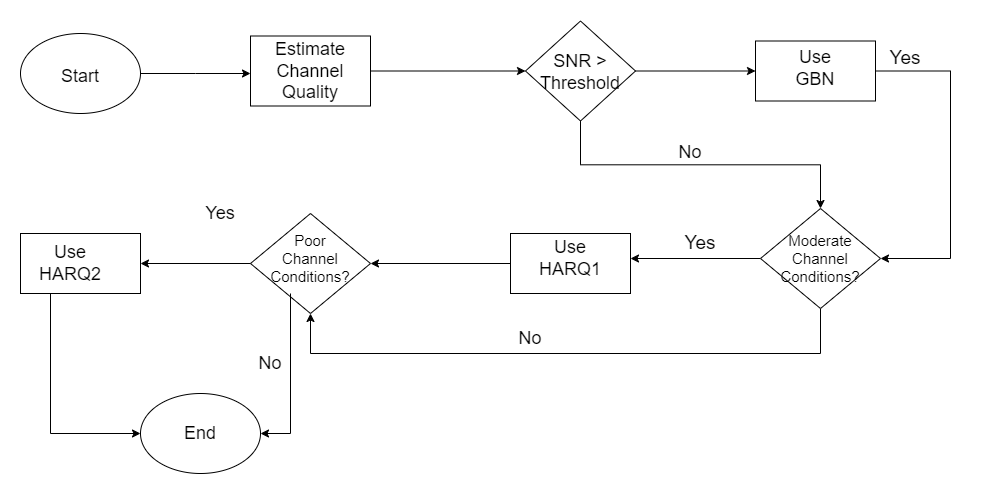 Start
Estimate
Channel
Quality
SNR >
Threshold
Use
GBN
Yes
No
Moderate
Channel
Conditions?
Yes
Use
HARQ1
No
Poor
Channel
Conditions?
Yes
Use
HARQ2
No
End